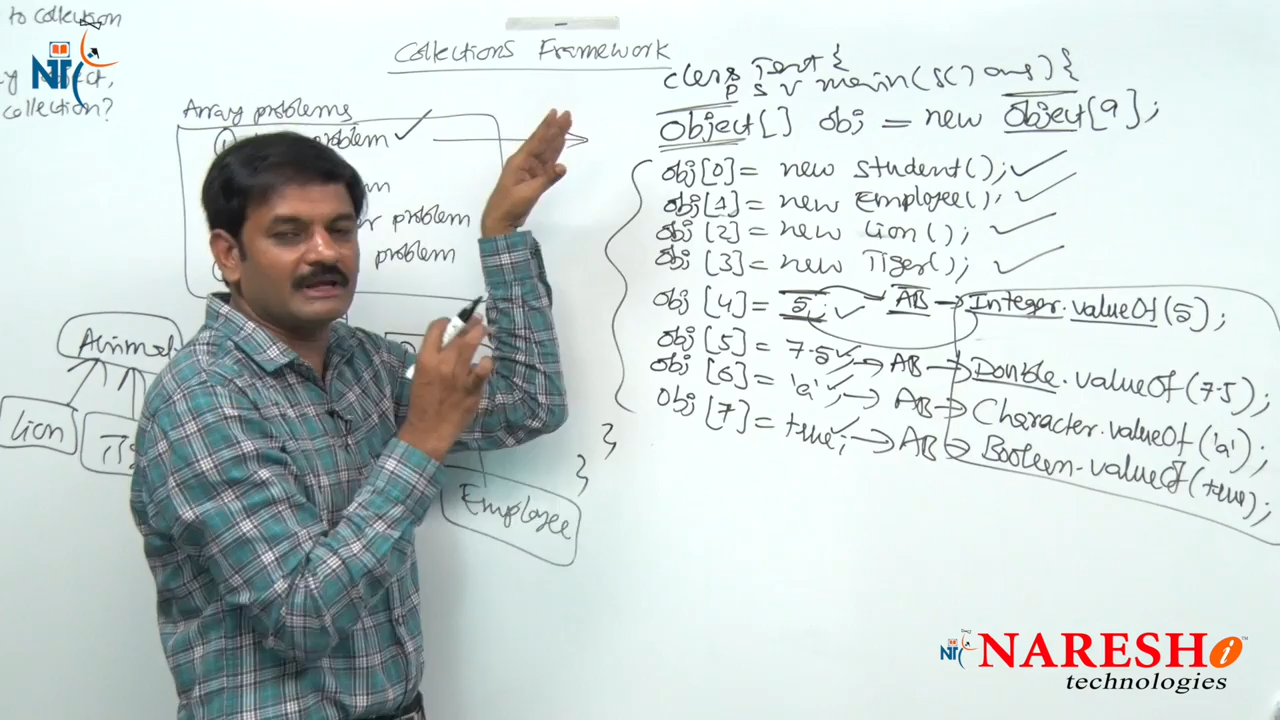 to collection
NT
collection?
Collections Framework
Array problems
problem
problem
problem
Animal
Lion
Employee
class Test {
P S V main(S[] args) {
Object[] obj = new Object[9];
obj[0] = new Student();
obj[1] = new Employee();
obj[2] = new Lion();
obj[3] = new Tiger();
obj[4] = 5; AB Integer.valueOf(5);
obj[5] = 7.5 AB Double.valueOf(7.5);
obj[6] = 'a'; AB Character.valueOf('a');
obj[7] = true; AB Boolean.valueOf(true);
}
}
NT NARESH i
technologies